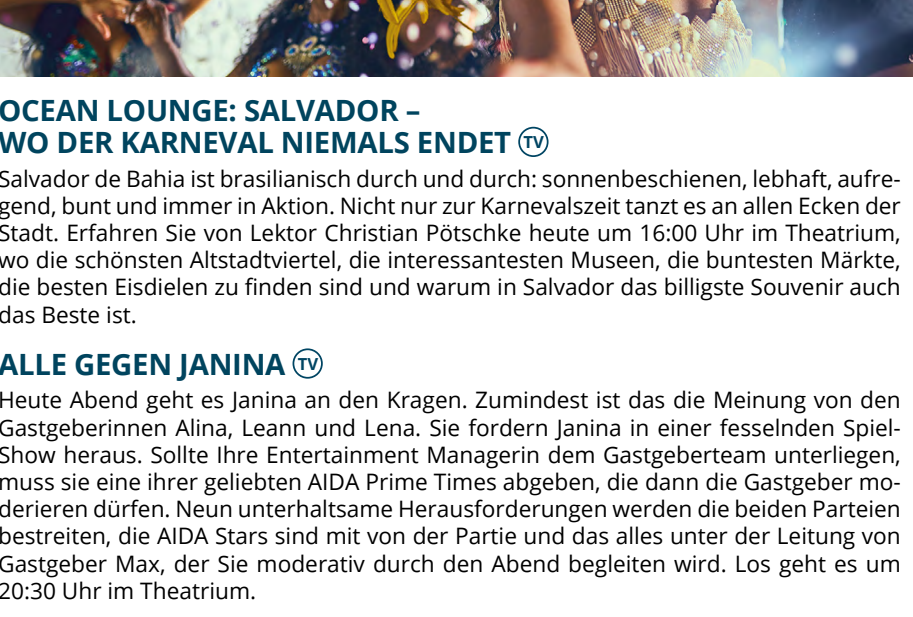 OCEAN LOUNGE: SALVADOR –
WO DER KARNEVAL NIEMALS ENDET TV
Salvador de Bahia ist brasilianisch durch und durch: sonnenbeschienen, lebhaft, aufre-
gend, bunt und immer in Aktion. Nicht nur zur Karnevalszeit tanzt es an allen Ecken der
Stadt. Erfahren Sie von Lektor Christian Pötschke heute um 16:00 Uhr im Theatrium,
wo die schönsten Altstadtviertel, die interessantesten Museen, die buntesten Märkte,
die besten Eisdielen zu finden sind und warum in Salvador das billigste Souvenir auch
das Beste ist.
ALLE GEGEN JANINA TV
Heute Abend geht es Janina an den Kragen. Zumindest ist das die Meinung von den
Gastgeberinnen Alina, Leann und Lena. Sie fordern Janina in einer fesselnden Spiel-
Show heraus. Sollte Ihre Entertainment Managerin dem Gastgeberteam unterliegen,
muss sie eine ihrer geliebten AIDA Prime Times abgeben, die dann die Gastgeber mo-
derieren dürfen. Neun unterhaltsame Herausforderungen werden die beiden Parteien
bestreiten, die AIDA Stars sind mit von der Partie und das alles unter der Leitung von
Gastgeber Max, der Sie moderativ durch den Abend begleiten wird. Los geht es um
20:30 Uhr im Theatrium.